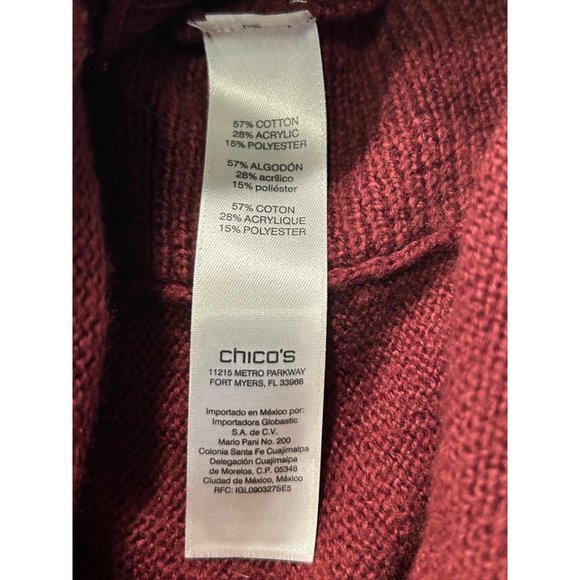 57% COTTON
28% ACRYLIC
15% POLYESTER
57% ALGODÓN
28% acrílico
15% poliéster
57% COTON
28% ACRYLIQUE
15% POLYESTER
chico's
11215 METRO PARKWAY
FORT MYERS, FL 33966
Importado en México por:
Importadora Globastic
S.A. de C.V.
Mario Pani No. 200
Colonia Santa Fe Cuajimalpa
Delegación Cuajimalpa
de Morelos, C.P. 05348
Ciudad de México, México
RFC: IGL090327SE5